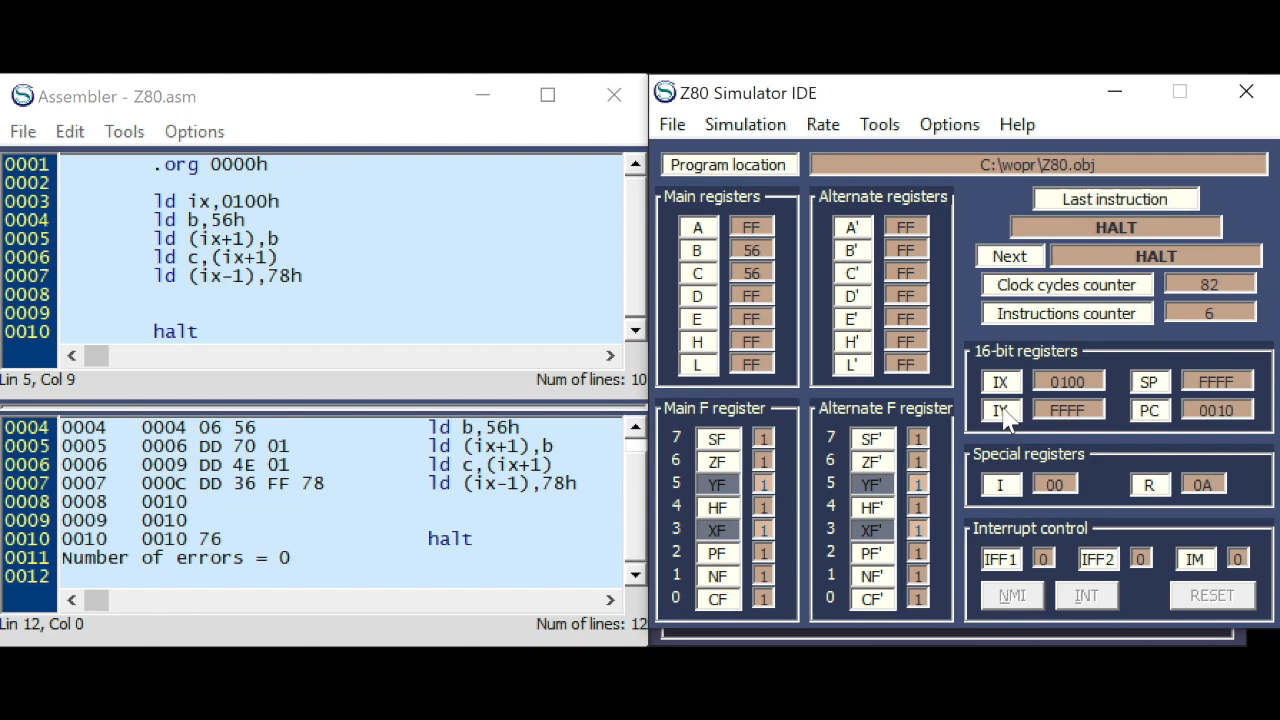 Assembler - Z80.asm
File Edit Tools Options
0001 .org 0000h
0002
0003 ld ix,0100h
0004 ld b,56h
0005 ld (ix+1),b
0006 ld c,(ix+1)
0007 ld (ix-1),78h
0008
0009
0010 halt
Lin 5, Col 9 Num of lines: 10
0004 0004 0004 06 56 ld b,56h
0005 0005 0006 DD 70 01 ld (ix+1),b
0006 0006 0009 DD 4E 01 ld c,(ix+1)
0007 0007 000C DD 36 FF 78 ld (ix-1),78h
0008 0008 0010
0009 0009 0010
0010 0010 0010 76 halt
0011 Number of errors = 0
0012
Lin 12, Col 0 Num of lines: 12
Z80 Simulator IDE
File Simulation Rate Tools Options Help
Program location C:\wopr\Z80.obj
Main registers
A FF
B 56
C 56
D FF
E FF
H FF
L FF
Alternate registers
A' FF
B' FF
C' FF
D' FF
E' FF
H' FF
L' FF
Last instruction
HALT
Next HALT
Clock cycles counter 82
Instructions counter 6
16-bit registers
IX 0100 SP FFFF
IY FFFF PC 0010
Main F register
7 SF 1
6 ZF 1
5 YF 1
4 HF 1
3 XF 1
2 PF 1
1 NF 1
0 CF 1
Alternate F register
7 SF' 1
6 ZF' 1
5 YF' 1
4 HF' 1
3 XF' 1
2 PF' 1
1 NF' 1
0 CF' 1
Special registers
I 00 R 0A
Interrupt control
IFF1 0 IFF2 0 IM 0
NMI INT RESET